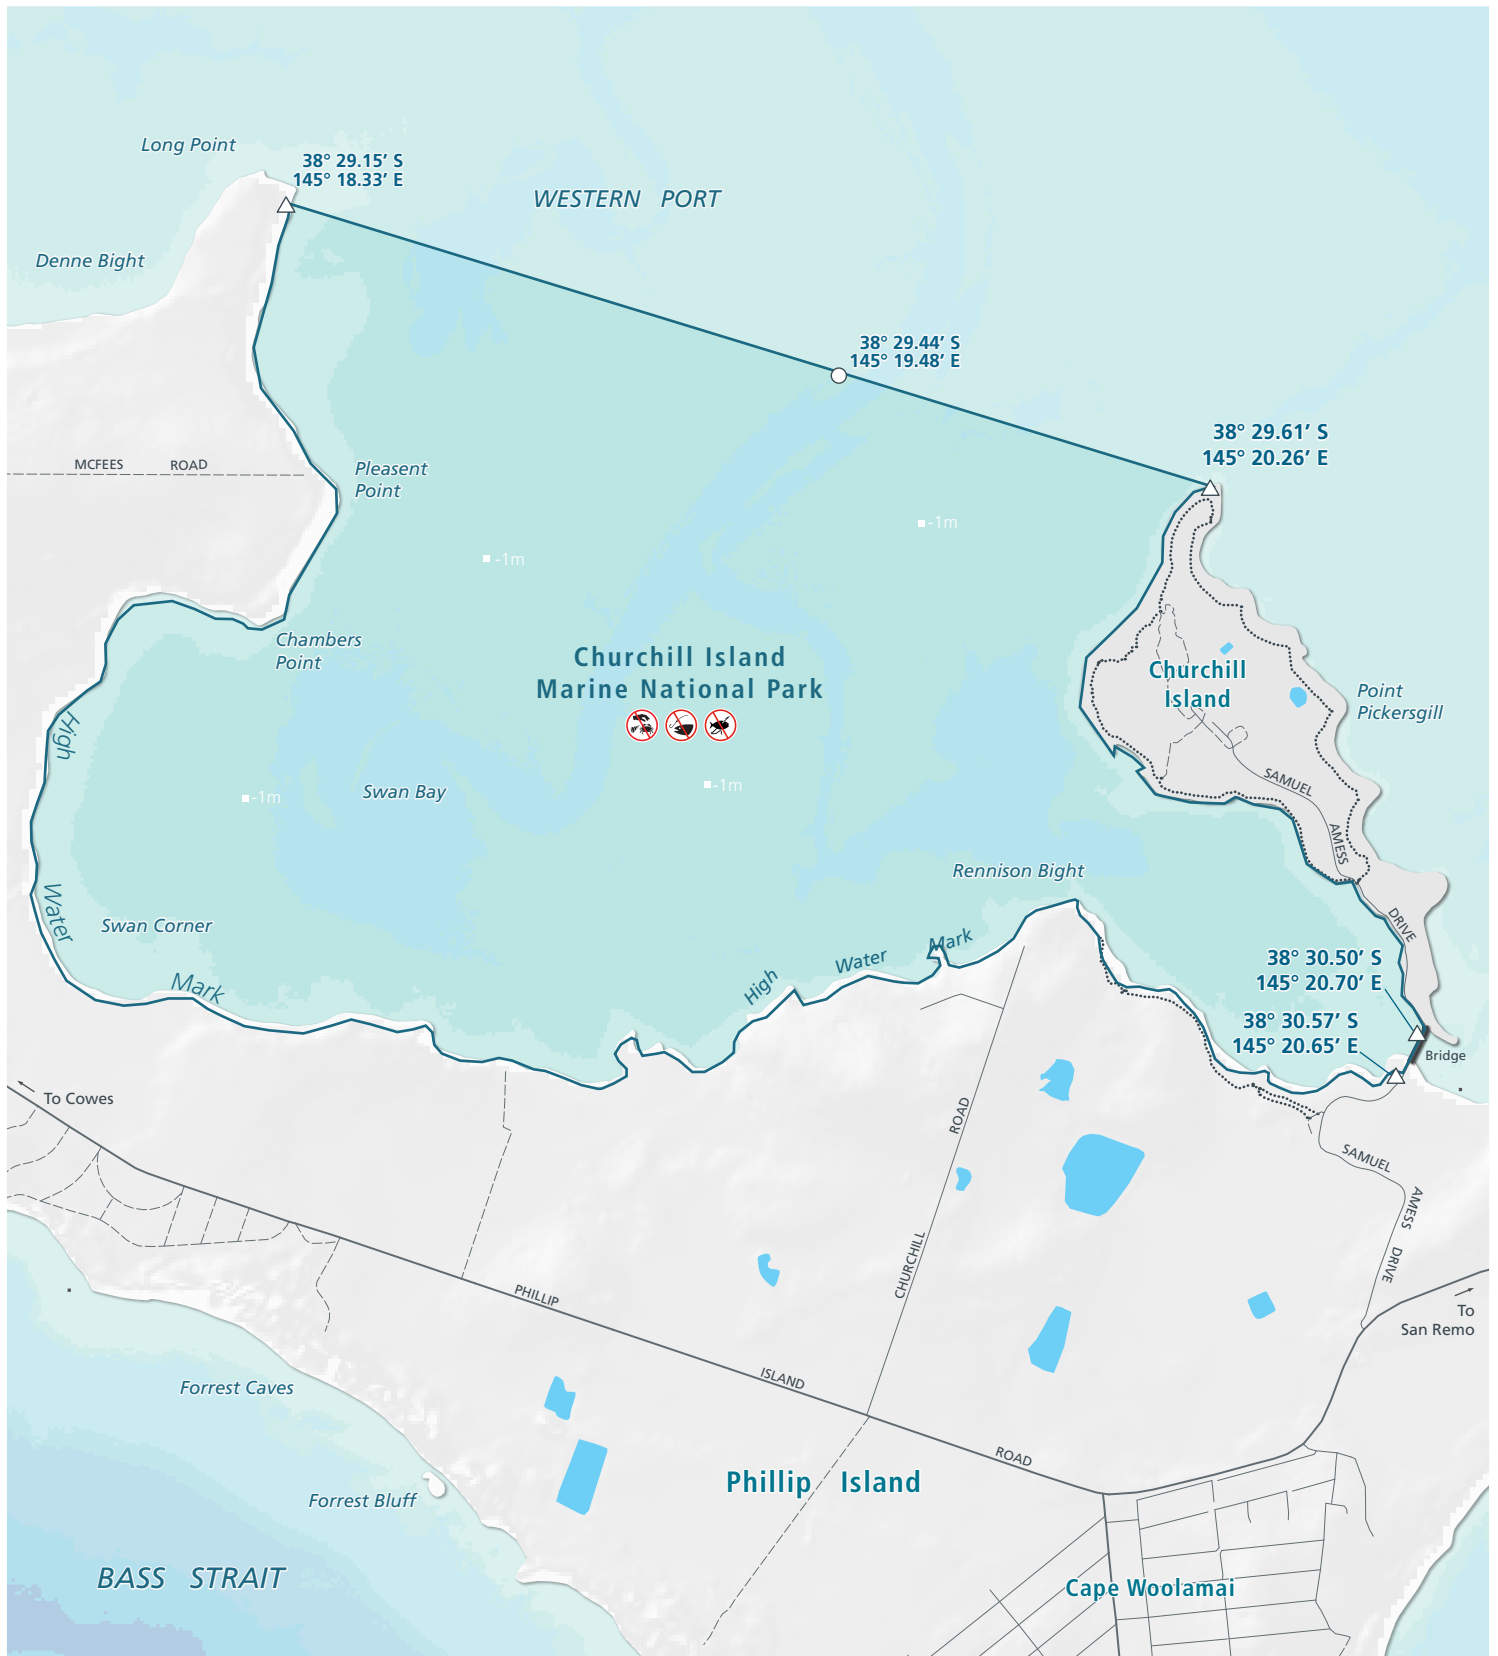 Long Point
38° 29.15’ S
145° 18.33’ E
WESTERN PORT
Denne Bight
38° 29.44’ S
145° 19.48’ E
38° 29.61’ S
145° 20.26’ E
MCFEES ROAD
Pleasent
Point
-1m
-1m
Chambers
Point
Churchill Island
Marine National Park
Churchill
Island
Point
Pickersgill
High
Water
Mark
-1m
Swan Bay
-1m
SAMUEL
AMESS
DRIVE
Rennison Bight
Swan Corner
High
Water
Mark
38° 30.50’ S
145° 20.70’ E
38° 30.57’ S
145° 20.65’ E
Bridge
To Cowes
ROAD
CHURCHILL
SAMUEL
AMESS
DRIVE
PHILLIP
ISLAND
ROAD
To
San Remo
Forrest Caves
Phillip Island
Forrest Bluff
BASS STRAIT
Cape Woolamai